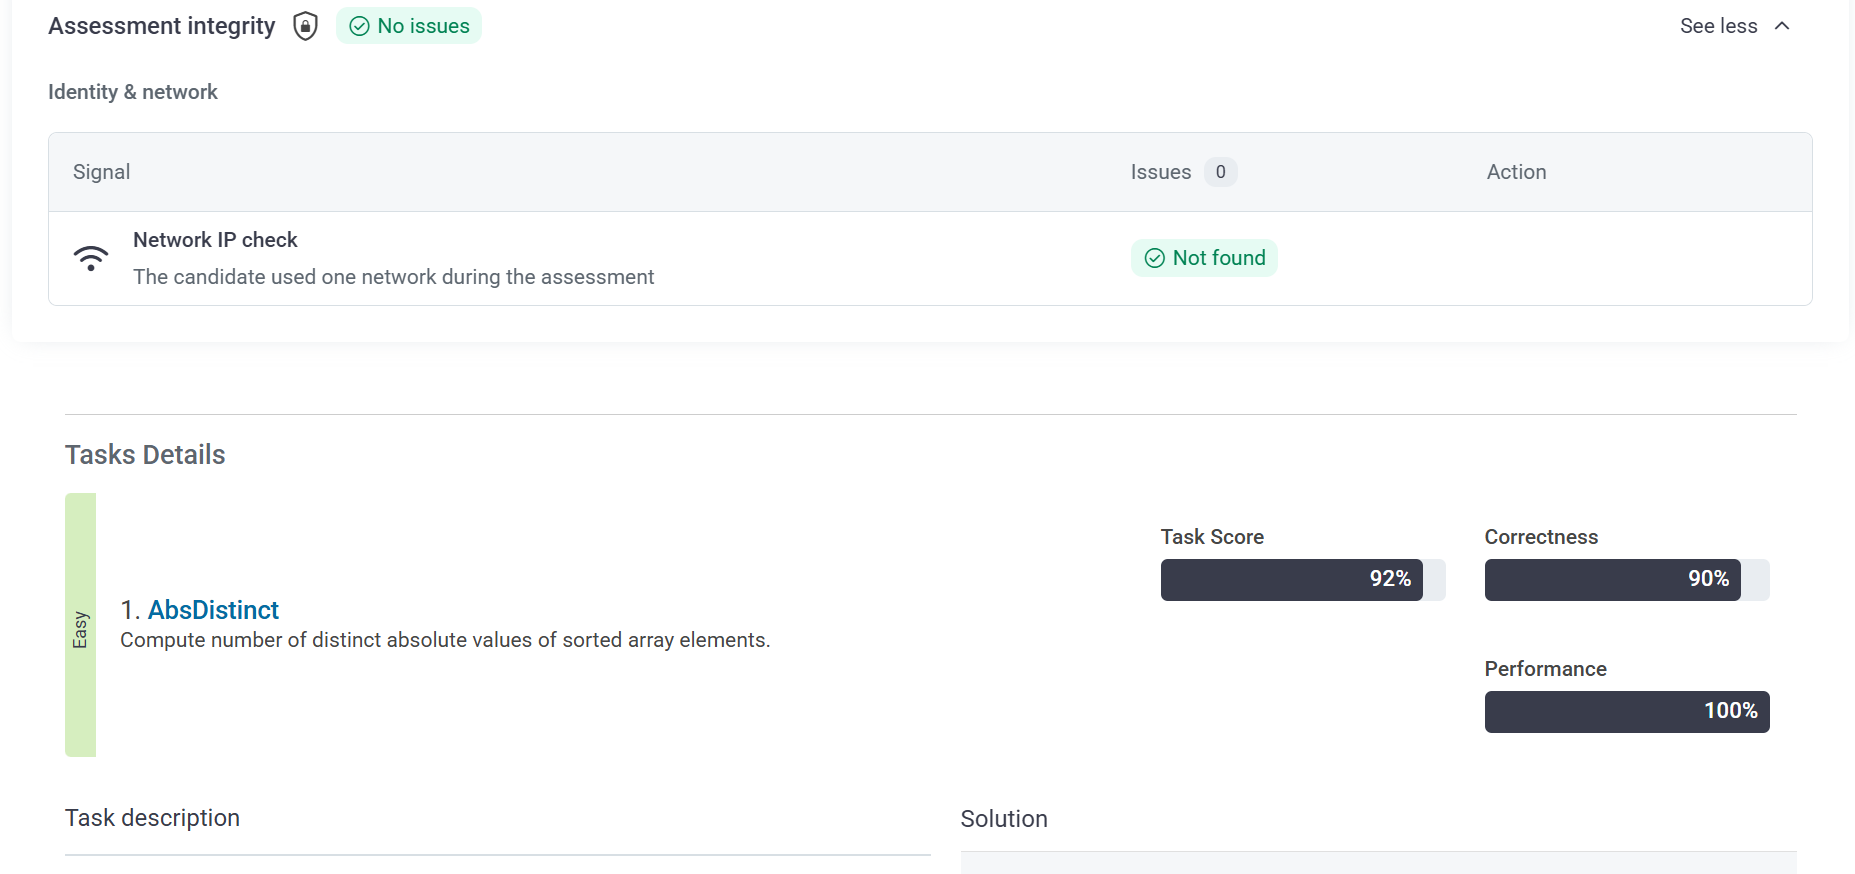 Assessment integrity No issues See less
Identity & network
Signal Issues 0 Action
Network IP check
The candidate used one network during the assessment
Not found
Tasks Details
Easy
1. AbsDistinct
Compute number of distinct absolute values of sorted array elements.
Task Score
92%
Correctness
90%
Performance
100%
Task description
Solution